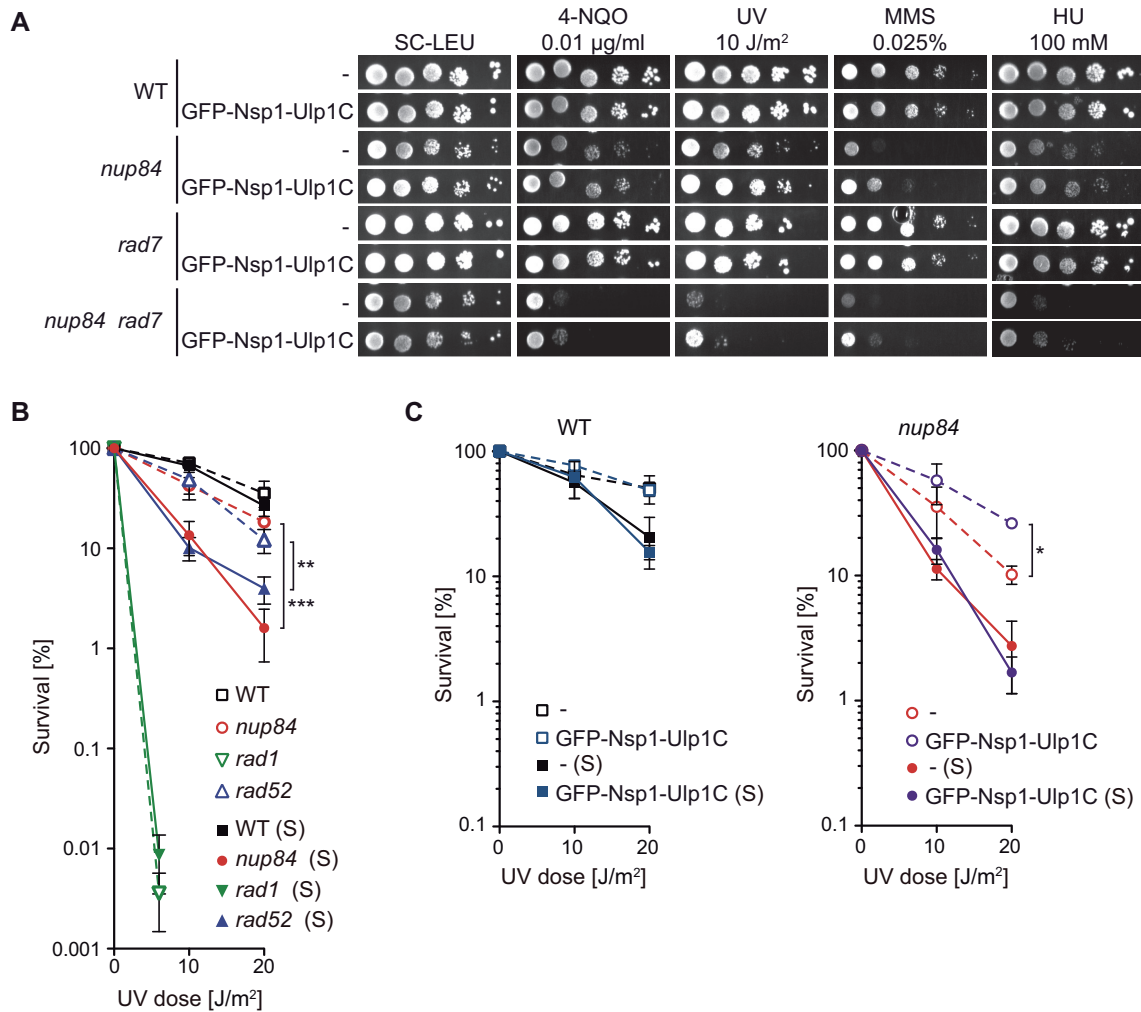 A
SC-LEU
4-NQO
0.01 µg/ml
UV
10 J/m²
MMS
0.025%
HU
100 mM
WT
-
GFP-Nsp1-Ulp1C
nup84
-
GFP-Nsp1-Ulp1C
rad7
-
GFP-Nsp1-Ulp1C
nup84 rad7
-
GFP-Nsp1-Ulp1C
B
Survival [%]
100
10
1
0.1
0.01
0.001
0 10 20
UV dose [J/m²]
**
***
WT
nup84
rad1
rad52
WT (S)
nup84 (S)
rad1 (S)
rad52 (S)
C
WT
Survival [%]
100
10
1
0.1
0 10 20
UV dose [J/m²]
-
GFP-Nsp1-Ulp1C
- (S)
GFP-Nsp1-Ulp1C (S)
nup84
Survival [%]
100
10
1
0.1
0 10 20
UV dose [J/m²]
*
-
GFP-Nsp1-Ulp1C
- (S)
GFP-Nsp1-Ulp1C (S)